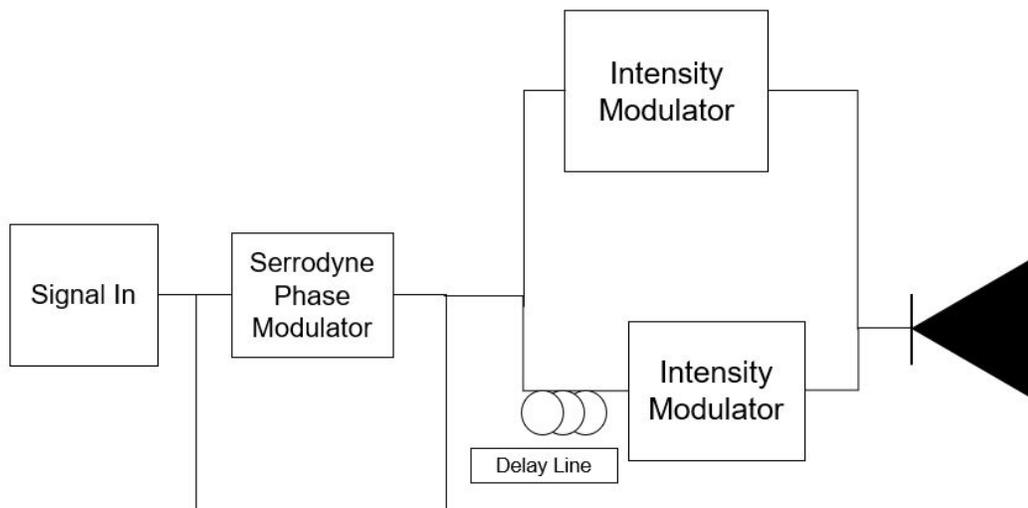 Intensity
Modulator
Signal In
Serrodyne
Phase
Modulator
Intensity
Modulator
Delay Line